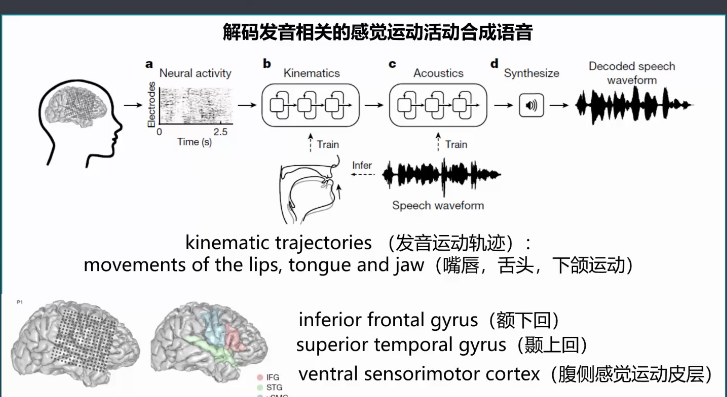 解码发音相关的感觉运动活动合成语音
a Neural activity
b Kinematics
c Acoustics
d Synthesize
Decoded speech
waveform
Electrodes
0 2.5
Time (s)
Train
Train
Infer
Speech waveform
kinematic trajectories （发音运动轨迹）:
movements of the lips, tongue and jaw（嘴唇，舌头，下颌运动）
P1
inferior frontal gyrus（额下回）
superior temporal gyrus（颞上回）
ventral sensorimotor cortex（腹侧感觉运动皮层）
IFG
STG